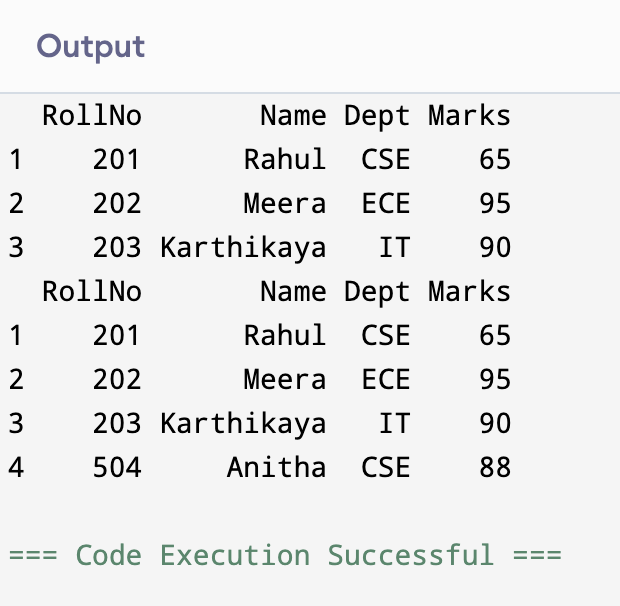 Output
  RollNo       Name Dept Marks
1    201      Rahul  CSE    65
2    202      Meera  ECE    95
3    203 Karthikaya   IT    90
  RollNo       Name Dept Marks
1    201      Rahul  CSE    65
2    202      Meera  ECE    95
3    203 Karthikaya   IT    90
4    504     Anitha  CSE    88
=== Code Execution Successful ===